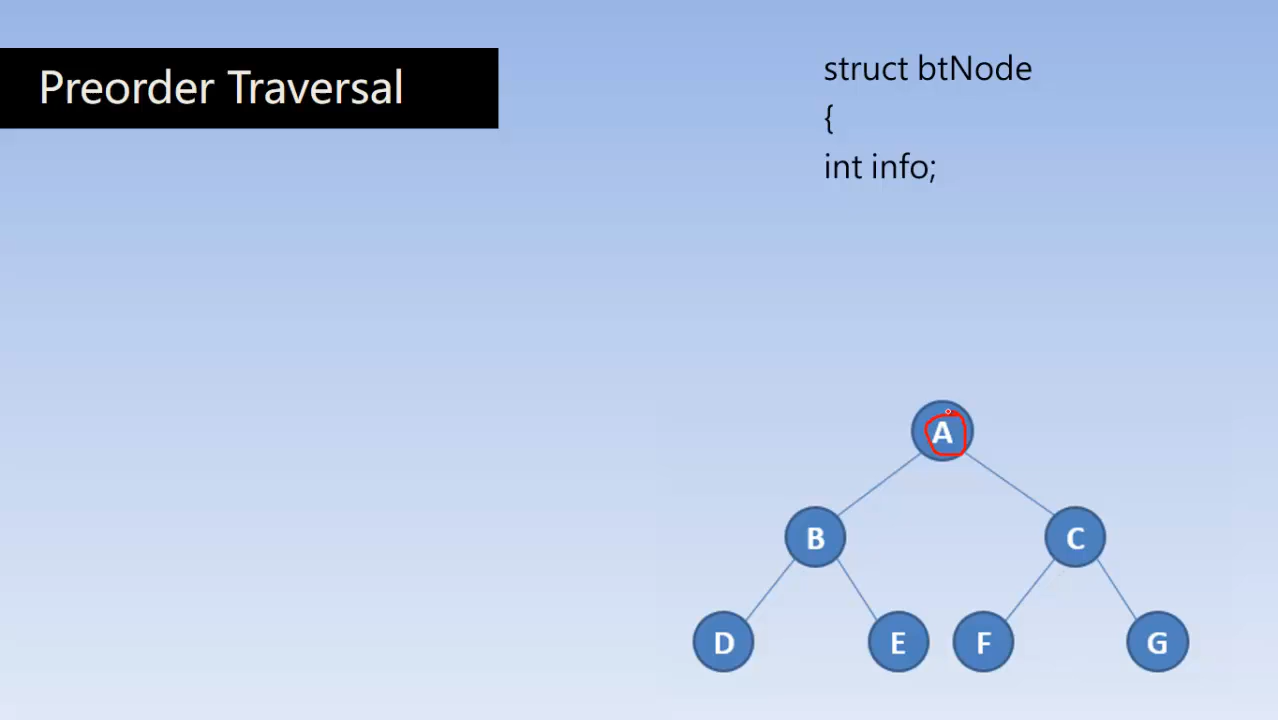 Preorder Traversal
struct btNode
{
int info;
A
B
C
D
E
F
G